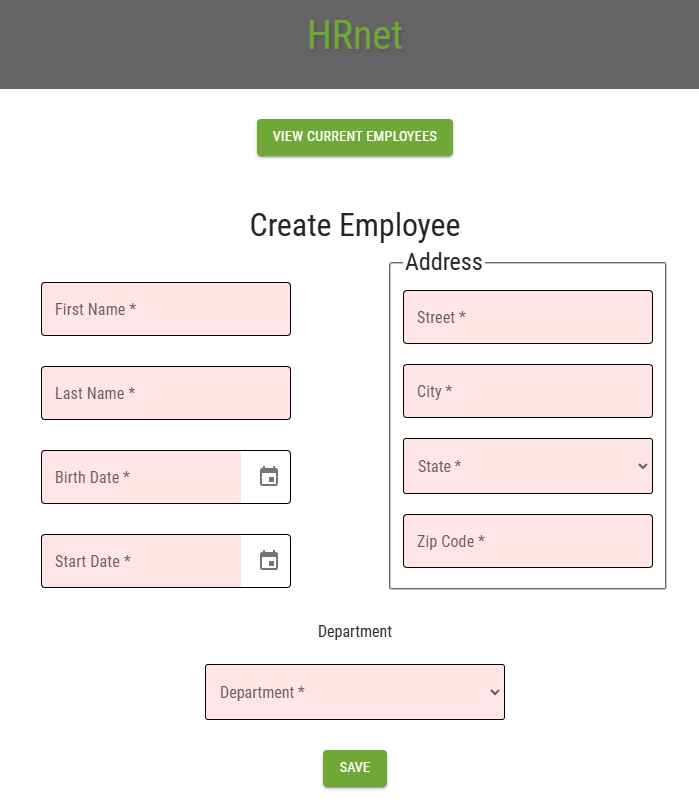 HRnet
VIEW CURRENT EMPLOYEES
Create Employee
First Name *
Last Name *
Birth Date *
Start Date *
Address
Street *
City *
State *
Zip Code *
Department
Department *
SAVE